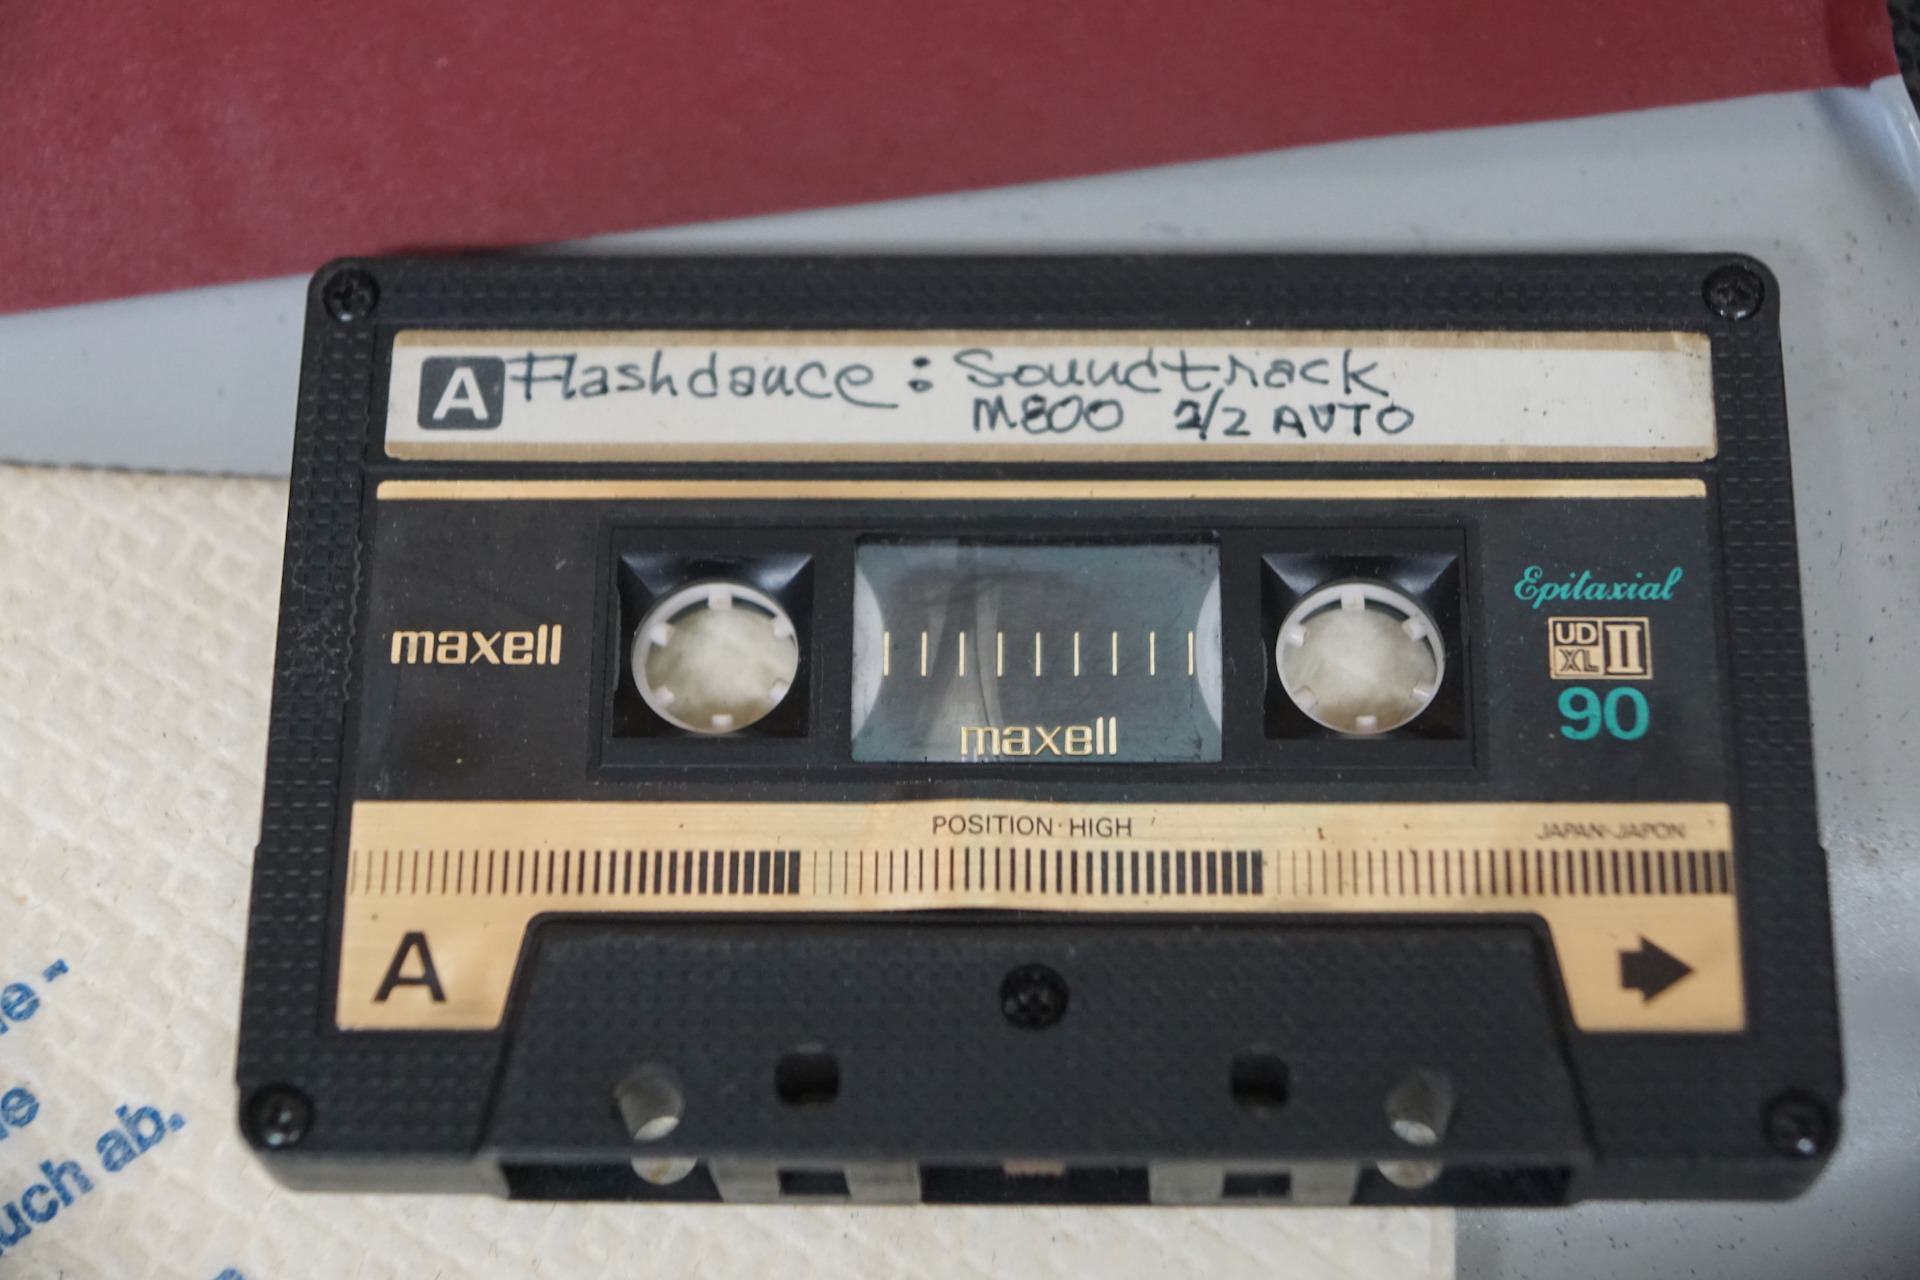 A Flashdance: Soundtrack
M800 2/2 AUTO
maxell
maxell
Epitaxial
UD XL II
90
POSITION·HIGH
JAPAN-JAPON
A
uch ab.